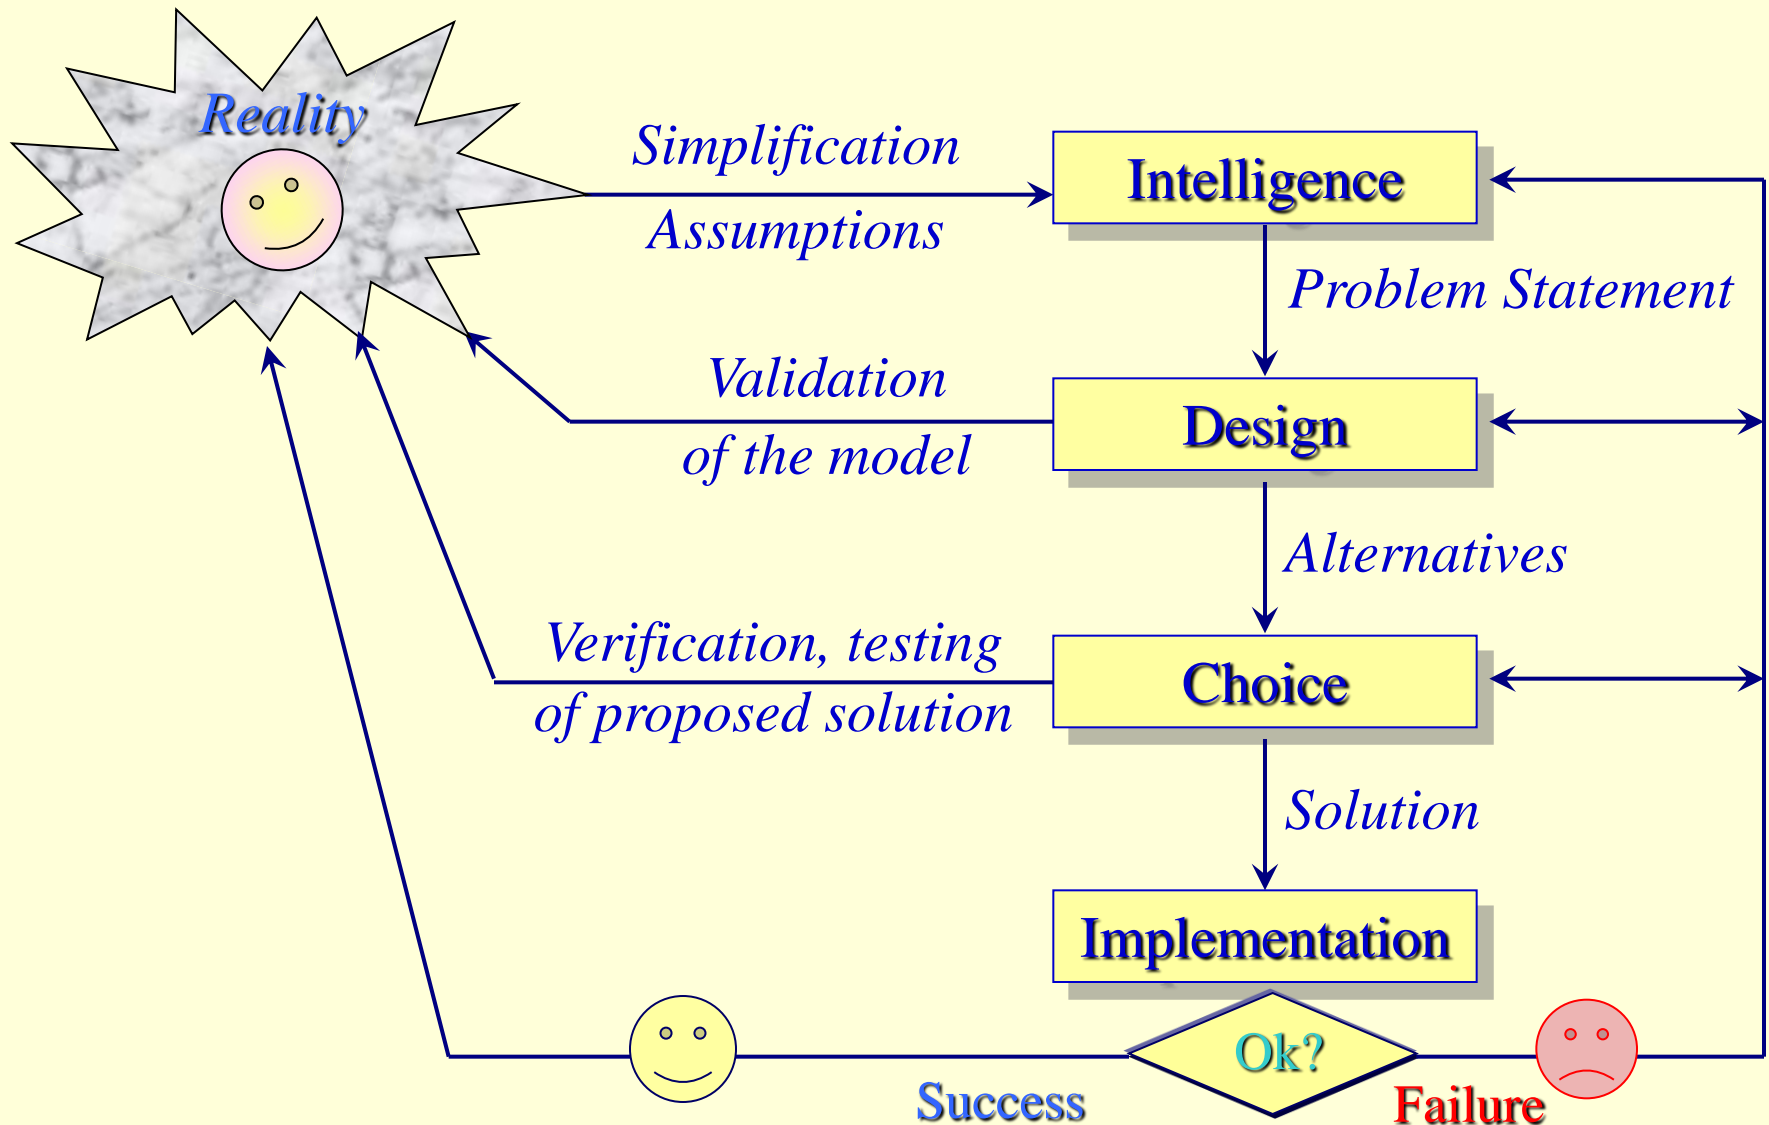 Reality
Simplification
Assumptions
Intelligence
Problem Statement
Validation
of the model
Design
Alternatives
Verification, testing
of proposed solution
Choice
Solution
Implementation
Ok?
Success
Failure